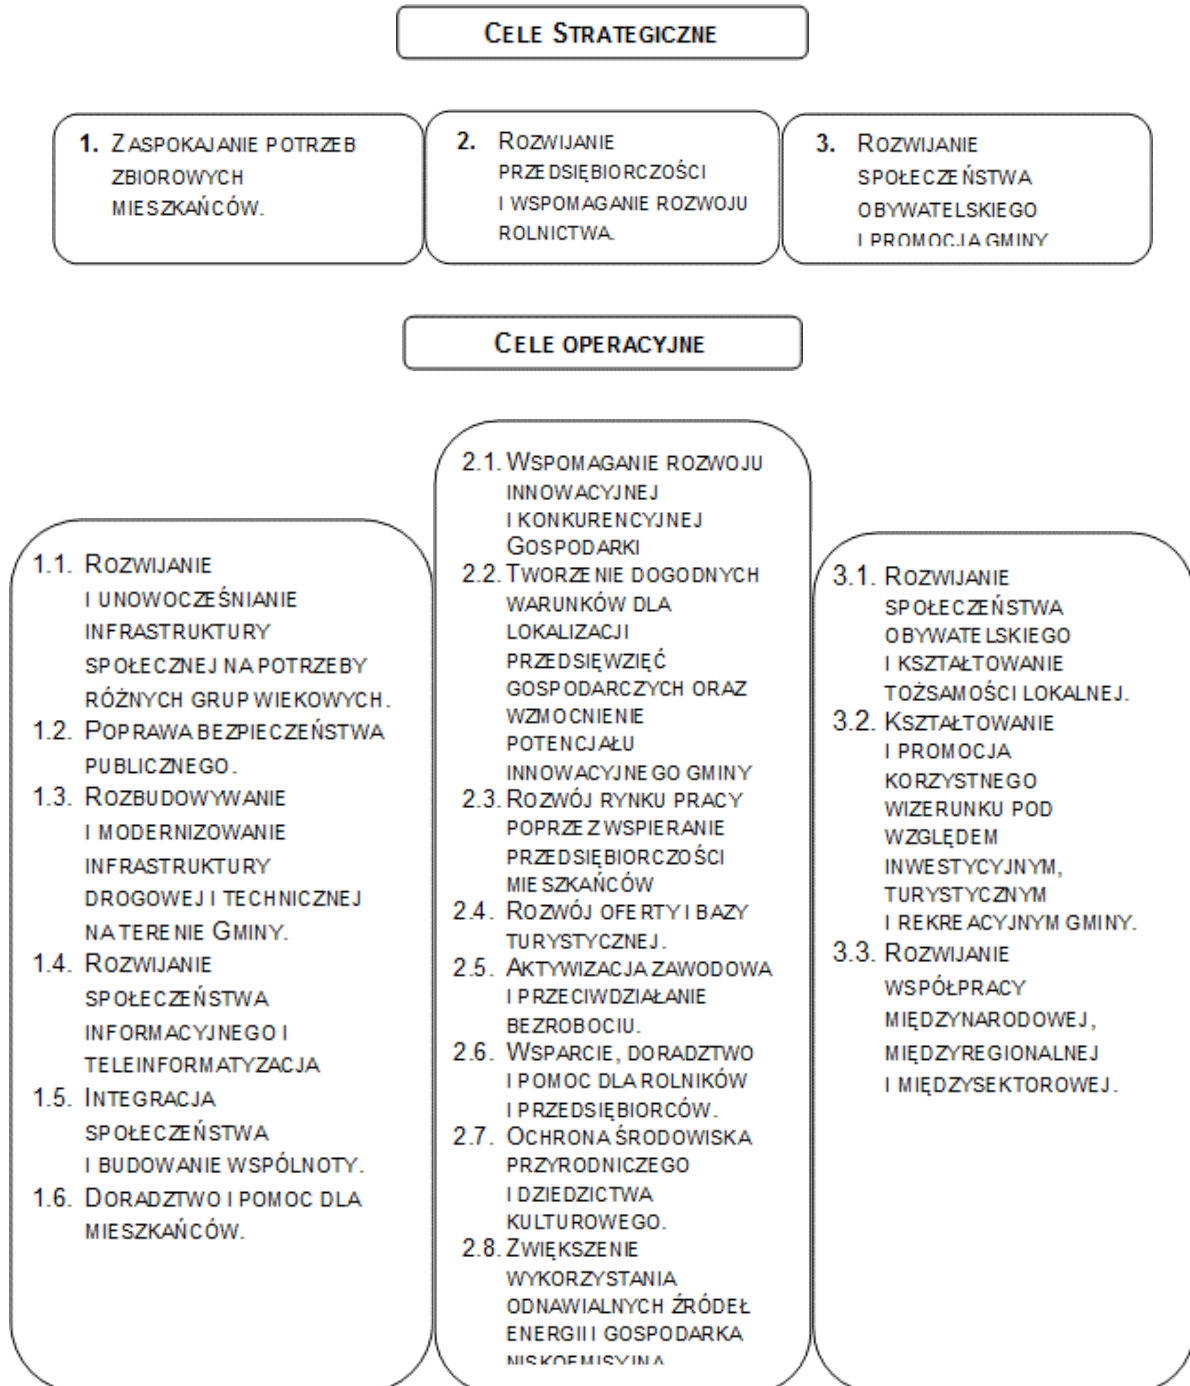 CELE STRATEGICZNE
1. ZASPOKAJANIE POTRZEB
ZBIOROWYCH
MIESZKAŃCÓW.
2. ROZWIJANIE
PRZEDSIĘBIORCZOŚCI
I WSPOMAGANIE ROZWOJU
ROLNICTWA.
3. ROZWIJANIE
SPOŁECZEŃSTWA
OBYWATELSKIEGO
I PROMOCJA GMINY
CELE OPERACYJNE
1.1. ROZWIJANIE
I UNOWOCZEŚNIANIE
INFRASTRUKTURY
SPOŁECZNEJ NA POTRZEBY
RÓŻNYCH GRUP WIEKOWYCH.
1.2. POPRAWA BEZPIECZEŃSTWA
PUBLICZNEGO.
1.3. ROZBUDOWYWANIE
I MODERNIZOWANIE
INFRASTRUKTURY
DROGOWEJ I TECHNICZNEJ
NA TERENIE GMINY.
1.4. ROZWIJANIE
SPOŁECZEŃSTWA
INFORMACYJNEGO I
TELEINFORMATYZACJA
1.5. INTEGRACJA
SPOŁECZEŃSTWA
I BUDOWANIE WSPÓLNOTY.
1.6. DORADZTWO I POMOC DLA
MIESZKAŃCÓW.
2.1. WSPOMAGANIE ROZWOJU
INNOWACYJNEJ
I KONKURENCYJNEJ
GOSPODARKI
2.2. TWORZENIE DOGODNYCH
WARUNKÓW DLA
LOKALIZACJI
PRZEDSIĘWZIĘĆ
GOSPODARCZYCH ORAZ
WZMOCNIENIE
POTENCJAŁU
INNOWACYJNEGO GMINY
2.3. ROZWÓJ RYNKU PRACY
POPRZEZ WSPIERANIE
PRZEDSIĘBIORCZOŚCI
MIESZKAŃCÓW
2.4. ROZWÓJ OFERTY I BAZY
TURYSTYCZNEJ.
2.5. AKTYWIZACJA ZAWODOWA
I PRZECIWDZIAŁANIE
BEZROBOCIU.
2.6. WSPARCIE, DORADZTWO
I POMOC DLA ROLNIKÓW
I PRZEDSIĘBIORCÓW.
2.7. OCHRONA ŚRODOWISKA
PRZYRODNICZEGO
I DZIEDZICTWA
KULTUROWEGO.
2.8. ZWIĘKSZENIE
WYKORZYSTANIA
ODNAWIALNYCH ŹRÓDEŁ
ENERGII I GOSPODARKA
NISKOEMISYJNA
3.1. ROZWIJANIE
SPOŁECZEŃSTWA
OBYWATELSKIEGO
I KSZTAŁTOWANIE
TOŻSAMOŚCI LOKALNEJ.
3.2. KSZTAŁTOWANIE
I PROMOCJA
KORZYSTNEGO
WIZERUNKU POD
WZGLĘDEM
INWESTYCYJNYM,
TURYSTYCZNYM
I REKREACYJNYM GMINY.
3.3. ROZWIJANIE
WSPÓŁPRACY
MIĘDZYNARODOWEJ,
MIĘDZYREGIONALNEJ
I MIĘDZYSEKTOROWEJ.